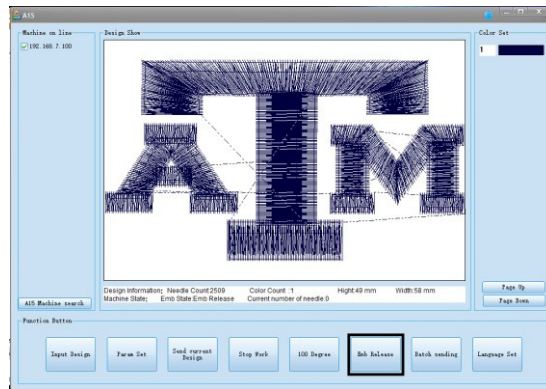 A15
Machine on line
192.168.7.100
Design Show
ATM
Color Set
1
Design Information; Needle Count:2509 Color Count :1 Hight:49 mm Width:58 mm
Machine State; Emb State:Emb Release Current number of needle:0
A15 Machine search
Page Up
Page Down
Function Button
Input Design
Param Set
Send current
Design
Stop Work
100 Degree
Emb Release
Batch sending
Language Set